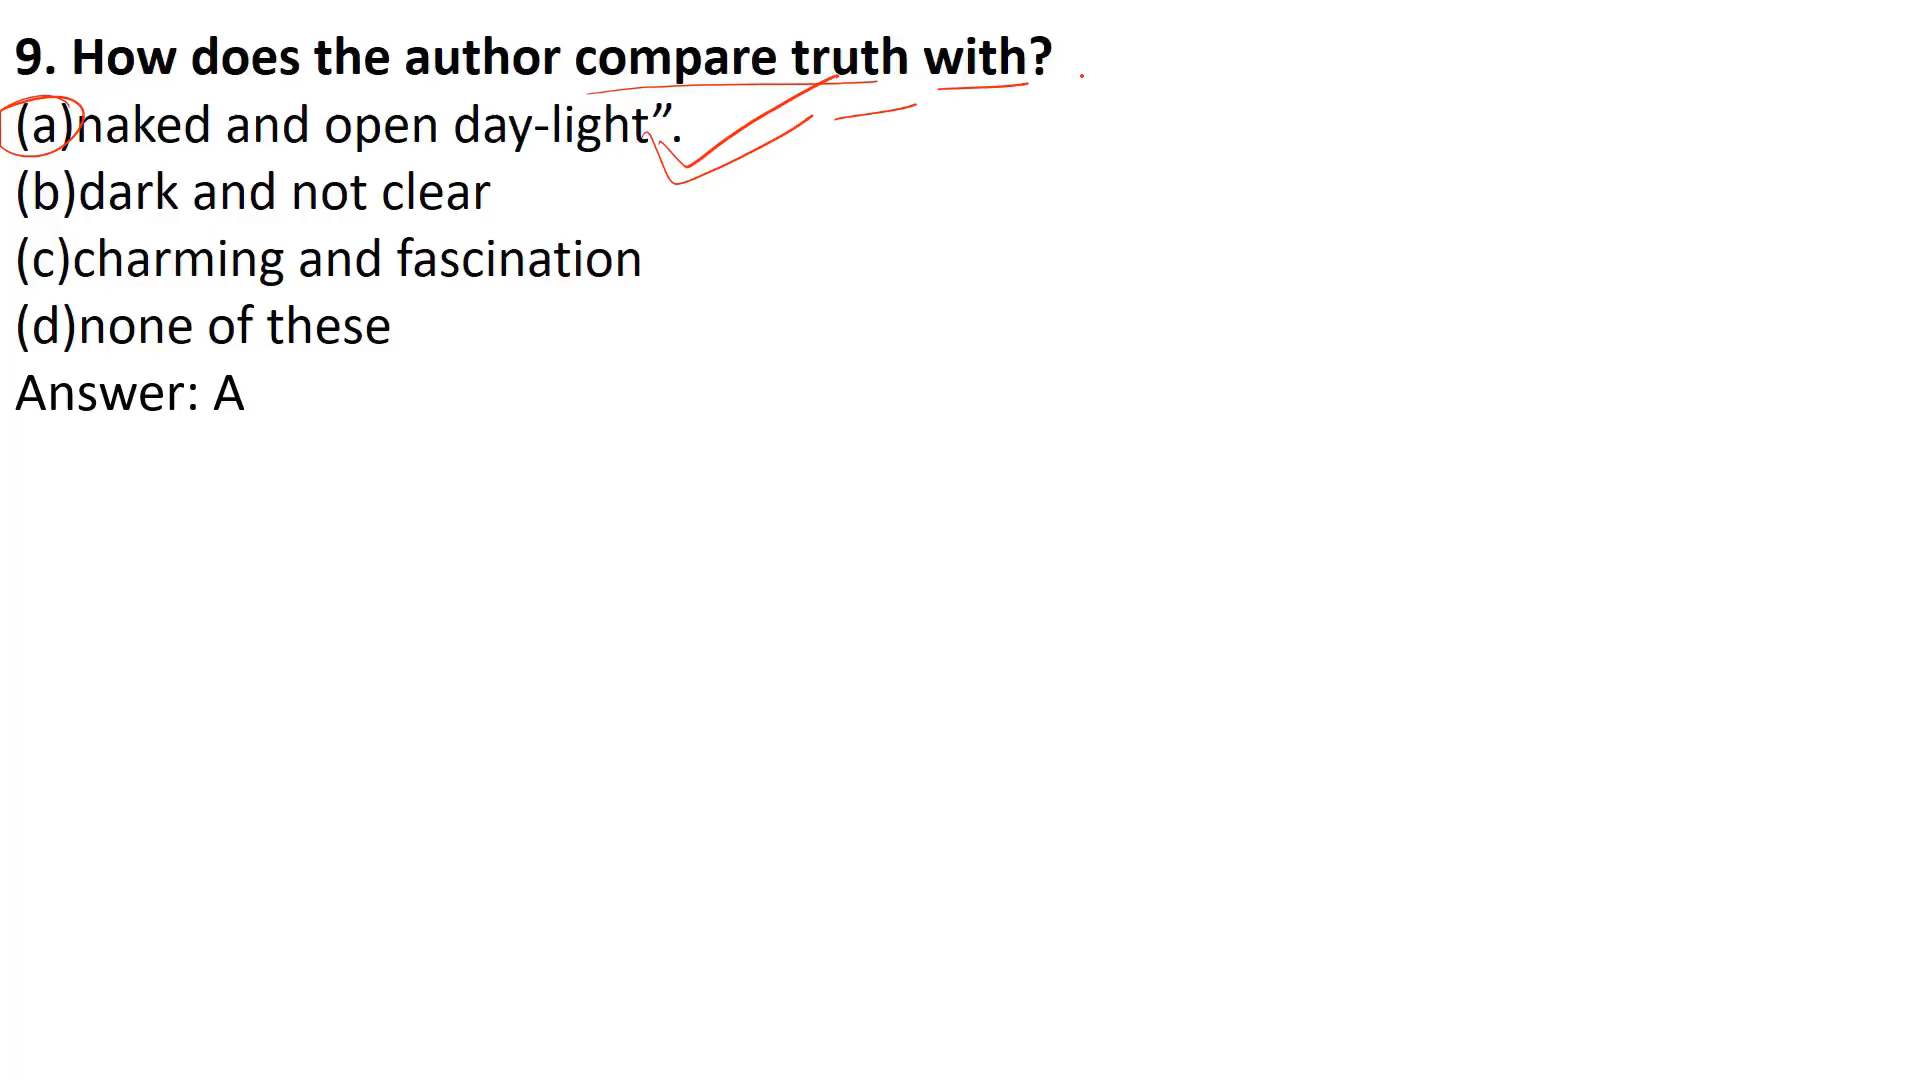 9. How does the author compare truth with?
(a)naked and open day-light”.
(b)dark and not clear
(c)charming and fascination
(d)none of these
Answer: A